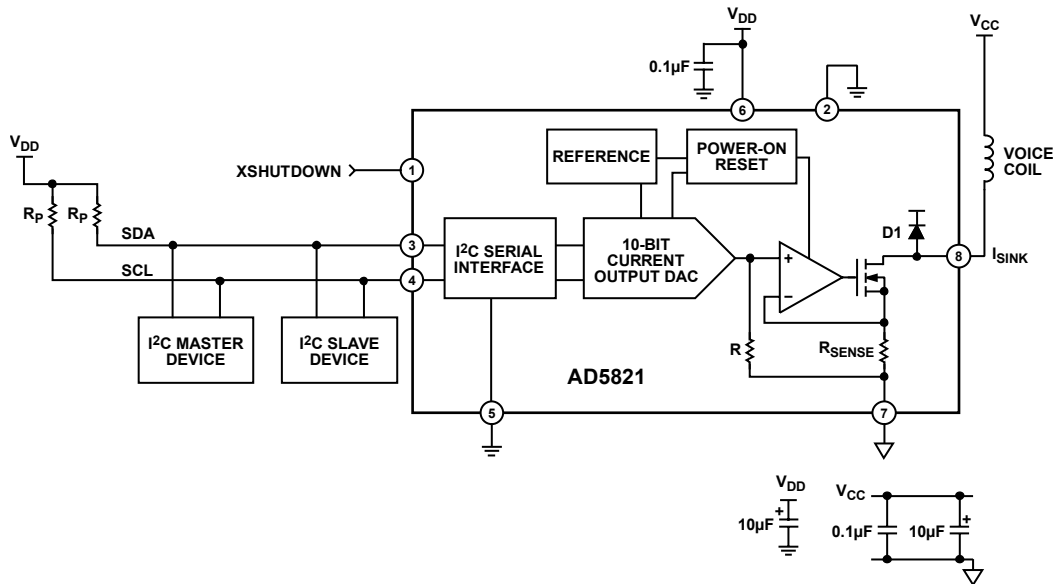 VDD
VCC
0.1µF
6
2
VDD
REFERENCE
POWER-ON
RESET
VOICE
COIL
XSHUTDOWN
1
RP
RP
D1
SDA
3
I²C SERIAL
INTERFACE
10-BIT
CURRENT
OUTPUT DAC
+
8
ISINK
SCL
4
–
I²C MASTER
DEVICE
I²C SLAVE
DEVICE
R
RSENSE
AD5821
5
7
VDD
VCC
+
10µF
0.1µF
10µF
+